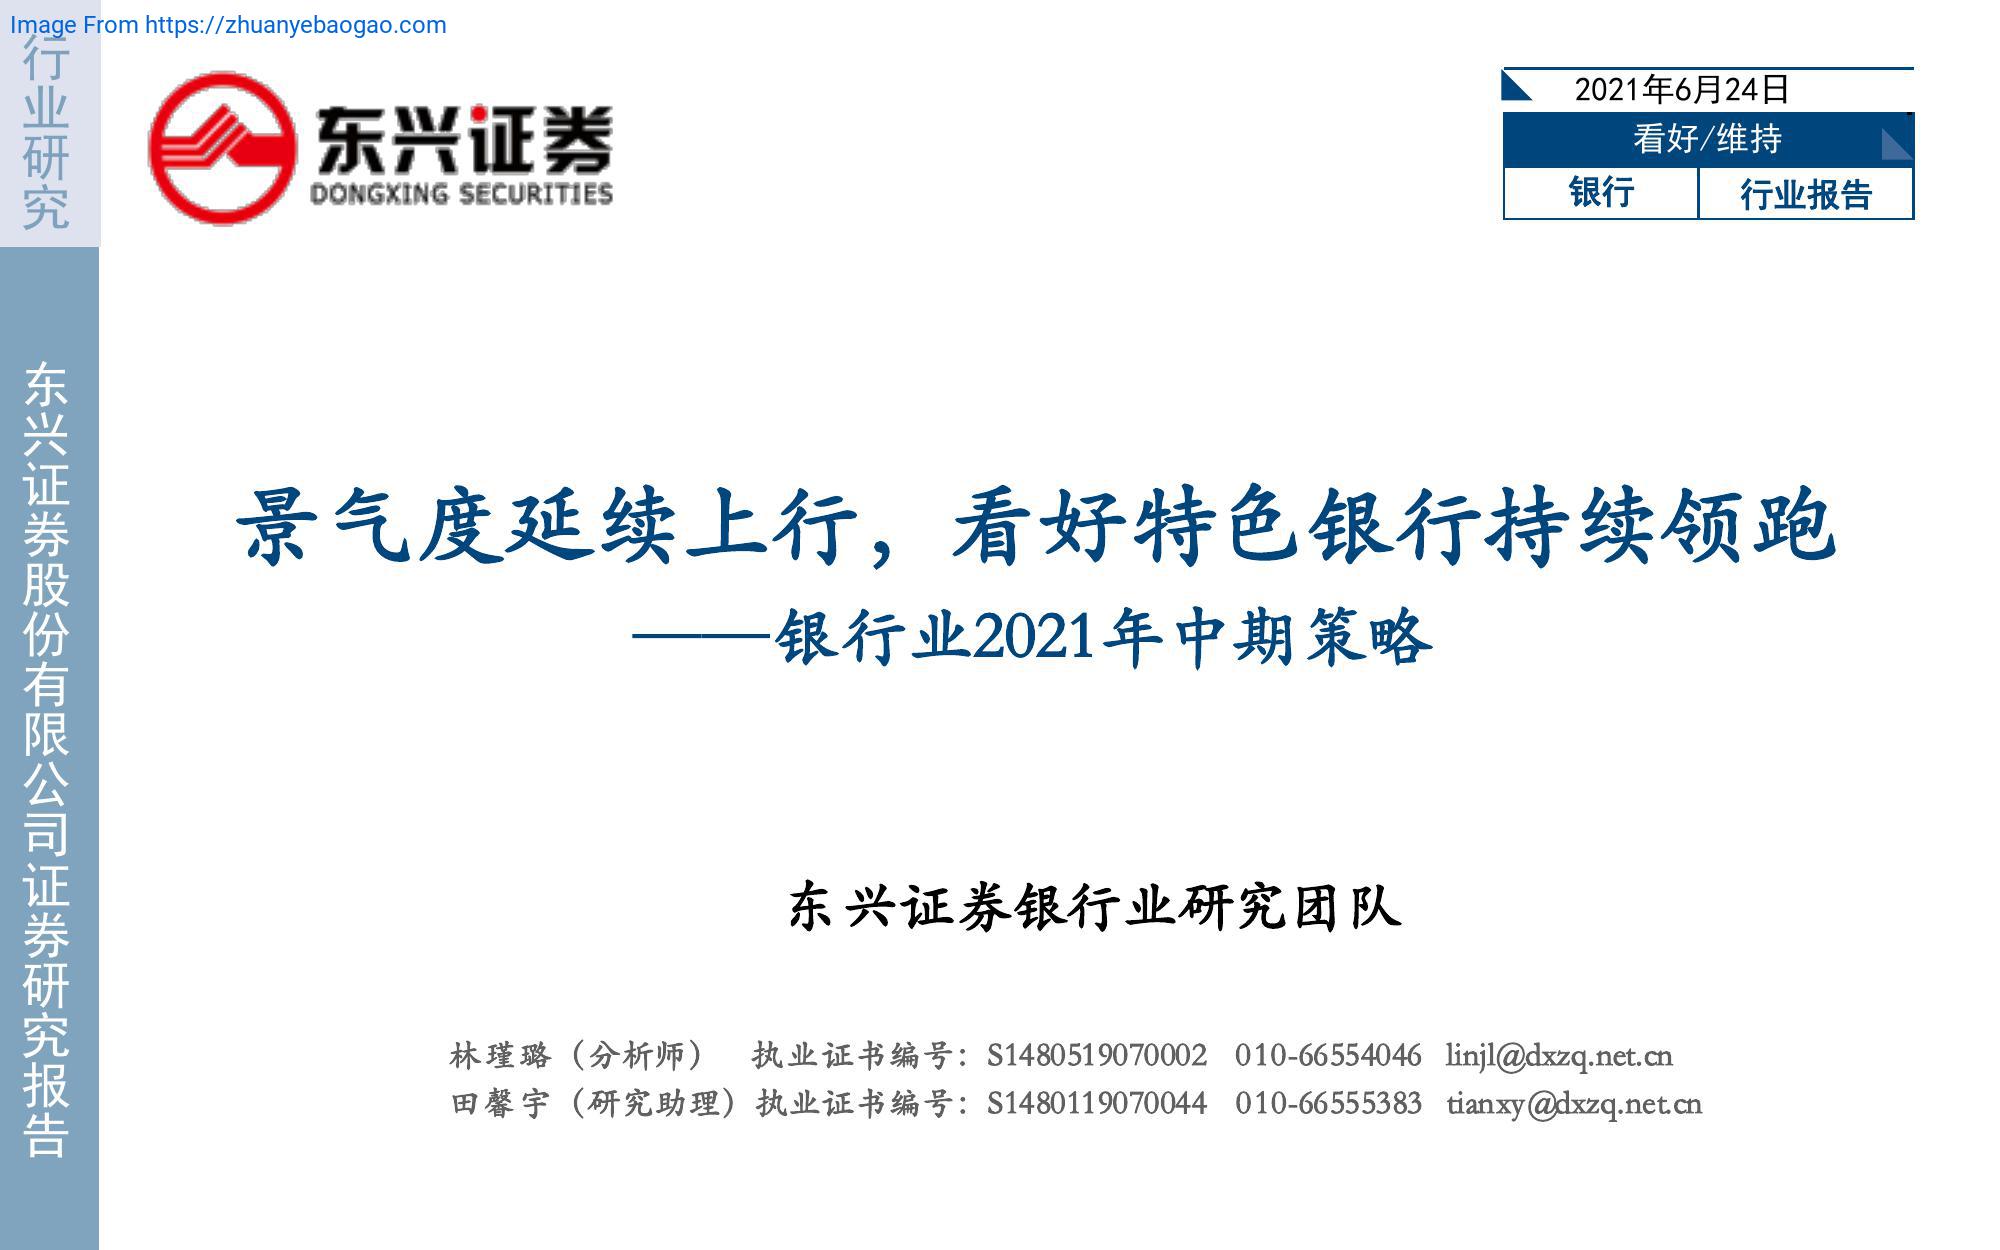 Image From https://zhuanyebaogao.com
行业研究
东兴证券
DONGXING SECURITIES
2021年6月24日
看好/维持
银行 行业报告
东兴证券股份有限公司证券研究报告
景气度延续上行，看好特色银行持续领跑
——银行业2021年中期策略
东兴证券银行业研究团队
林瑾璐（分析师） 执业证书编号：S1480519070002 010-66554046 linjl@dxzq.net.cn
田馨宇（研究助理）执业证书编号：S1480119070044 010-66555383 tianxy@dxzq.net.cn